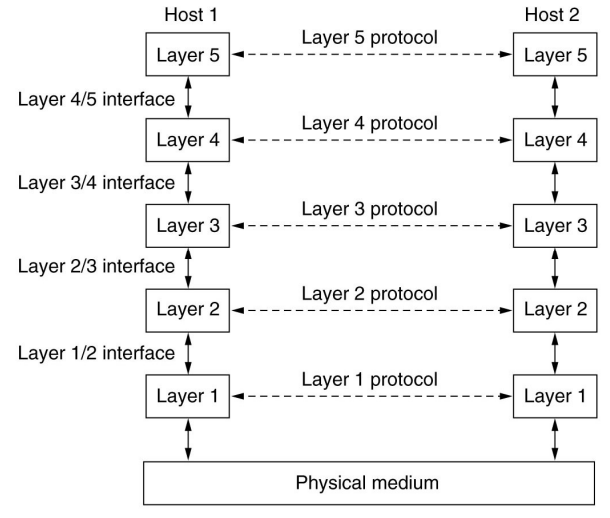 Host 1
Host 2
Layer 5
Layer 5 protocol
Layer 5
Layer 4/5 interface
Layer 4
Layer 4 protocol
Layer 4
Layer 3/4 interface
Layer 3
Layer 3 protocol
Layer 3
Layer 2/3 interface
Layer 2
Layer 2 protocol
Layer 2
Layer 1/2 interface
Layer 1
Layer 1 protocol
Layer 1
Physical medium